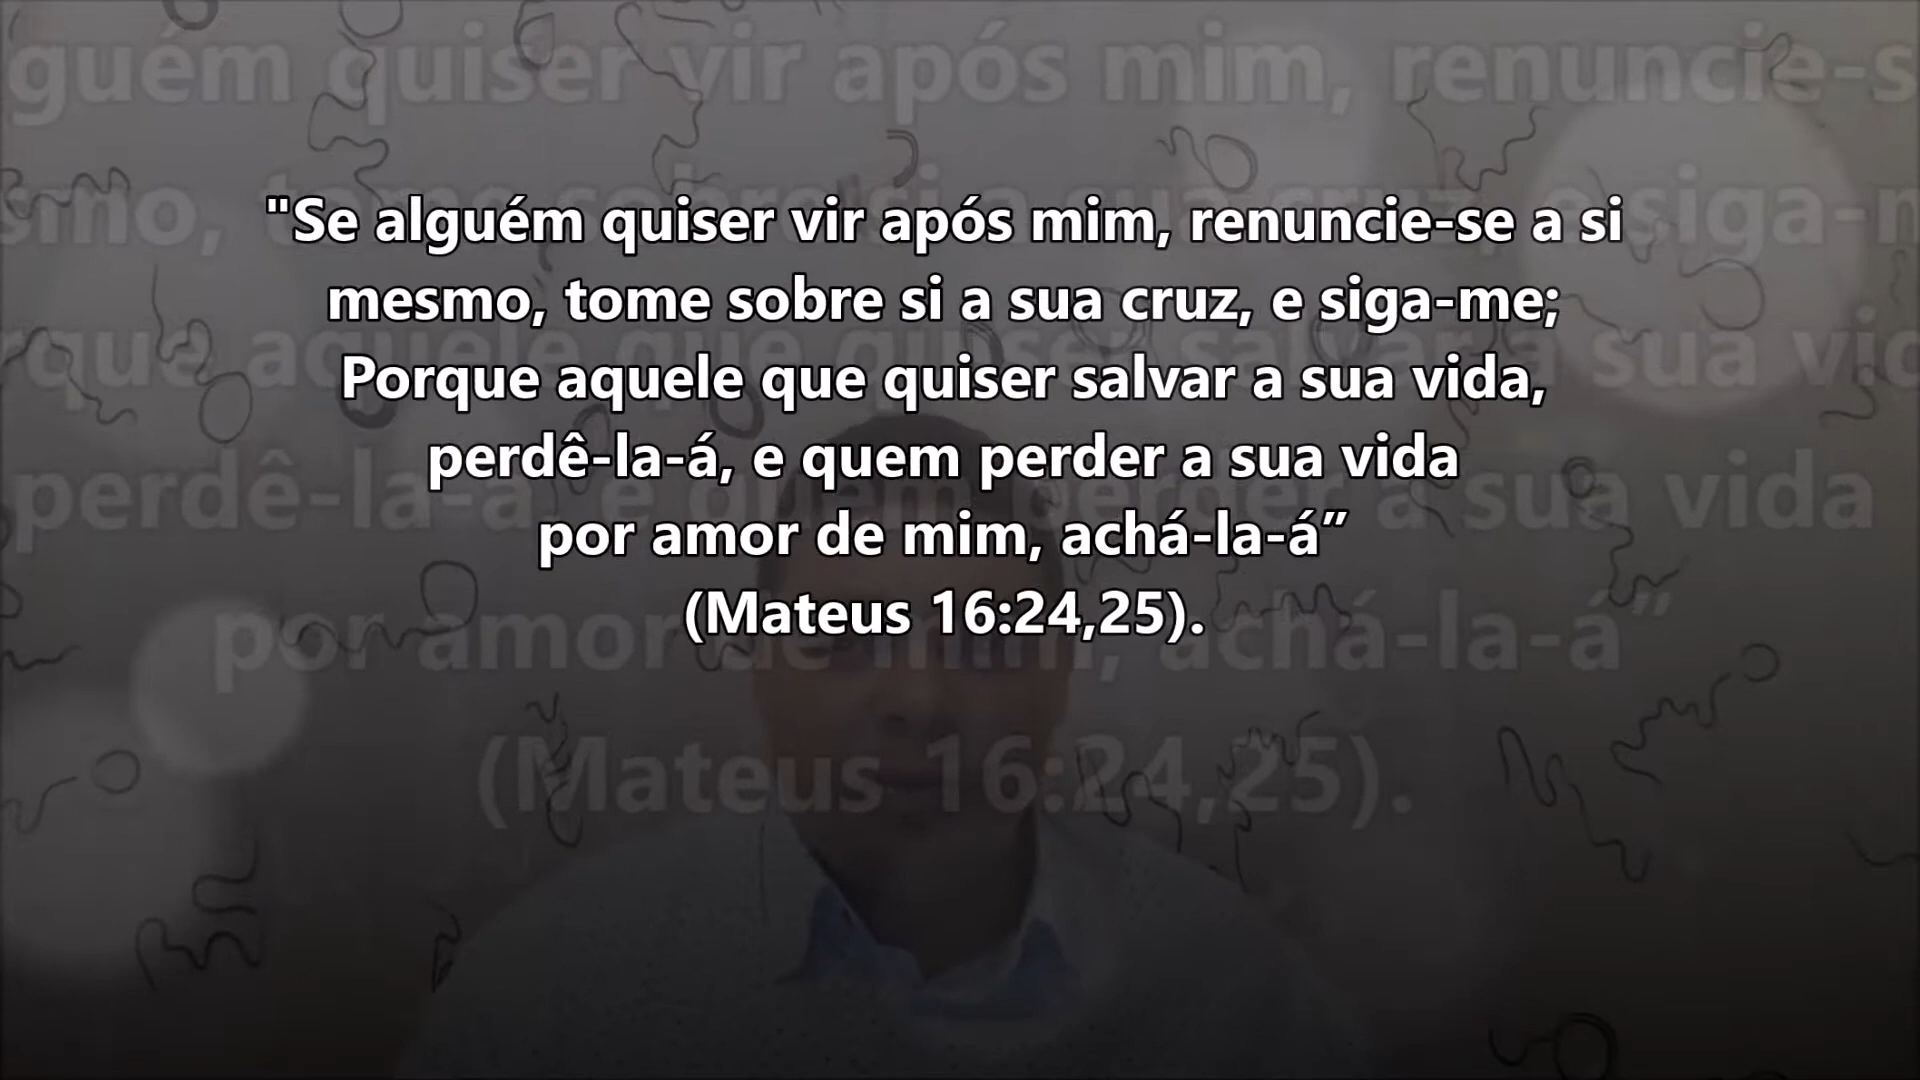 "Se alguém quiser vir após mim, renuncie-se a si
mesmo, tome sobre si a sua cruz, e siga-me;
Porque aquele que quiser salvar a sua vida,
perdê-la-á, e quem perder a sua vida
por amor de mim, achá-la-á”
(Mateus 16:24,25).